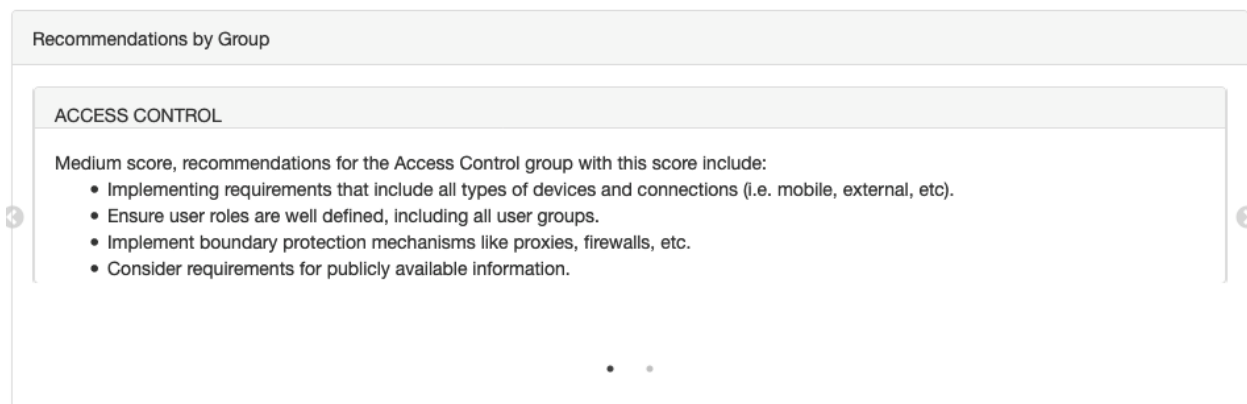 Recommendations by Group
ACCESS CONTROL
Medium score, recommendations for the Access Control group with this score include:
• Implementing requirements that include all types of devices and connections (i.e. mobile, external, etc).
• Ensure user roles are well defined, including all user groups.
• Implement boundary protection mechanisms like proxies, firewalls, etc.
• Consider requirements for publicly available information.